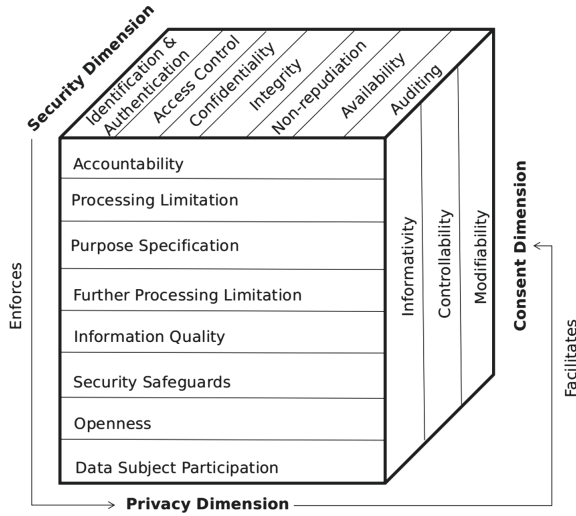 Security Dimension
Identification &
Authentication
Access Control
Confidentiality
Integrity
Non-repudiation
Availability
Auditing
Accountability
Processing Limitation
Purpose Specification
Further Processing Limitation
Information Quality
Security Safeguards
Openness
Data Subject Participation
Informativity
Controllability
Modifiability
Consent Dimension
Enforces
Facilitates
Privacy Dimension